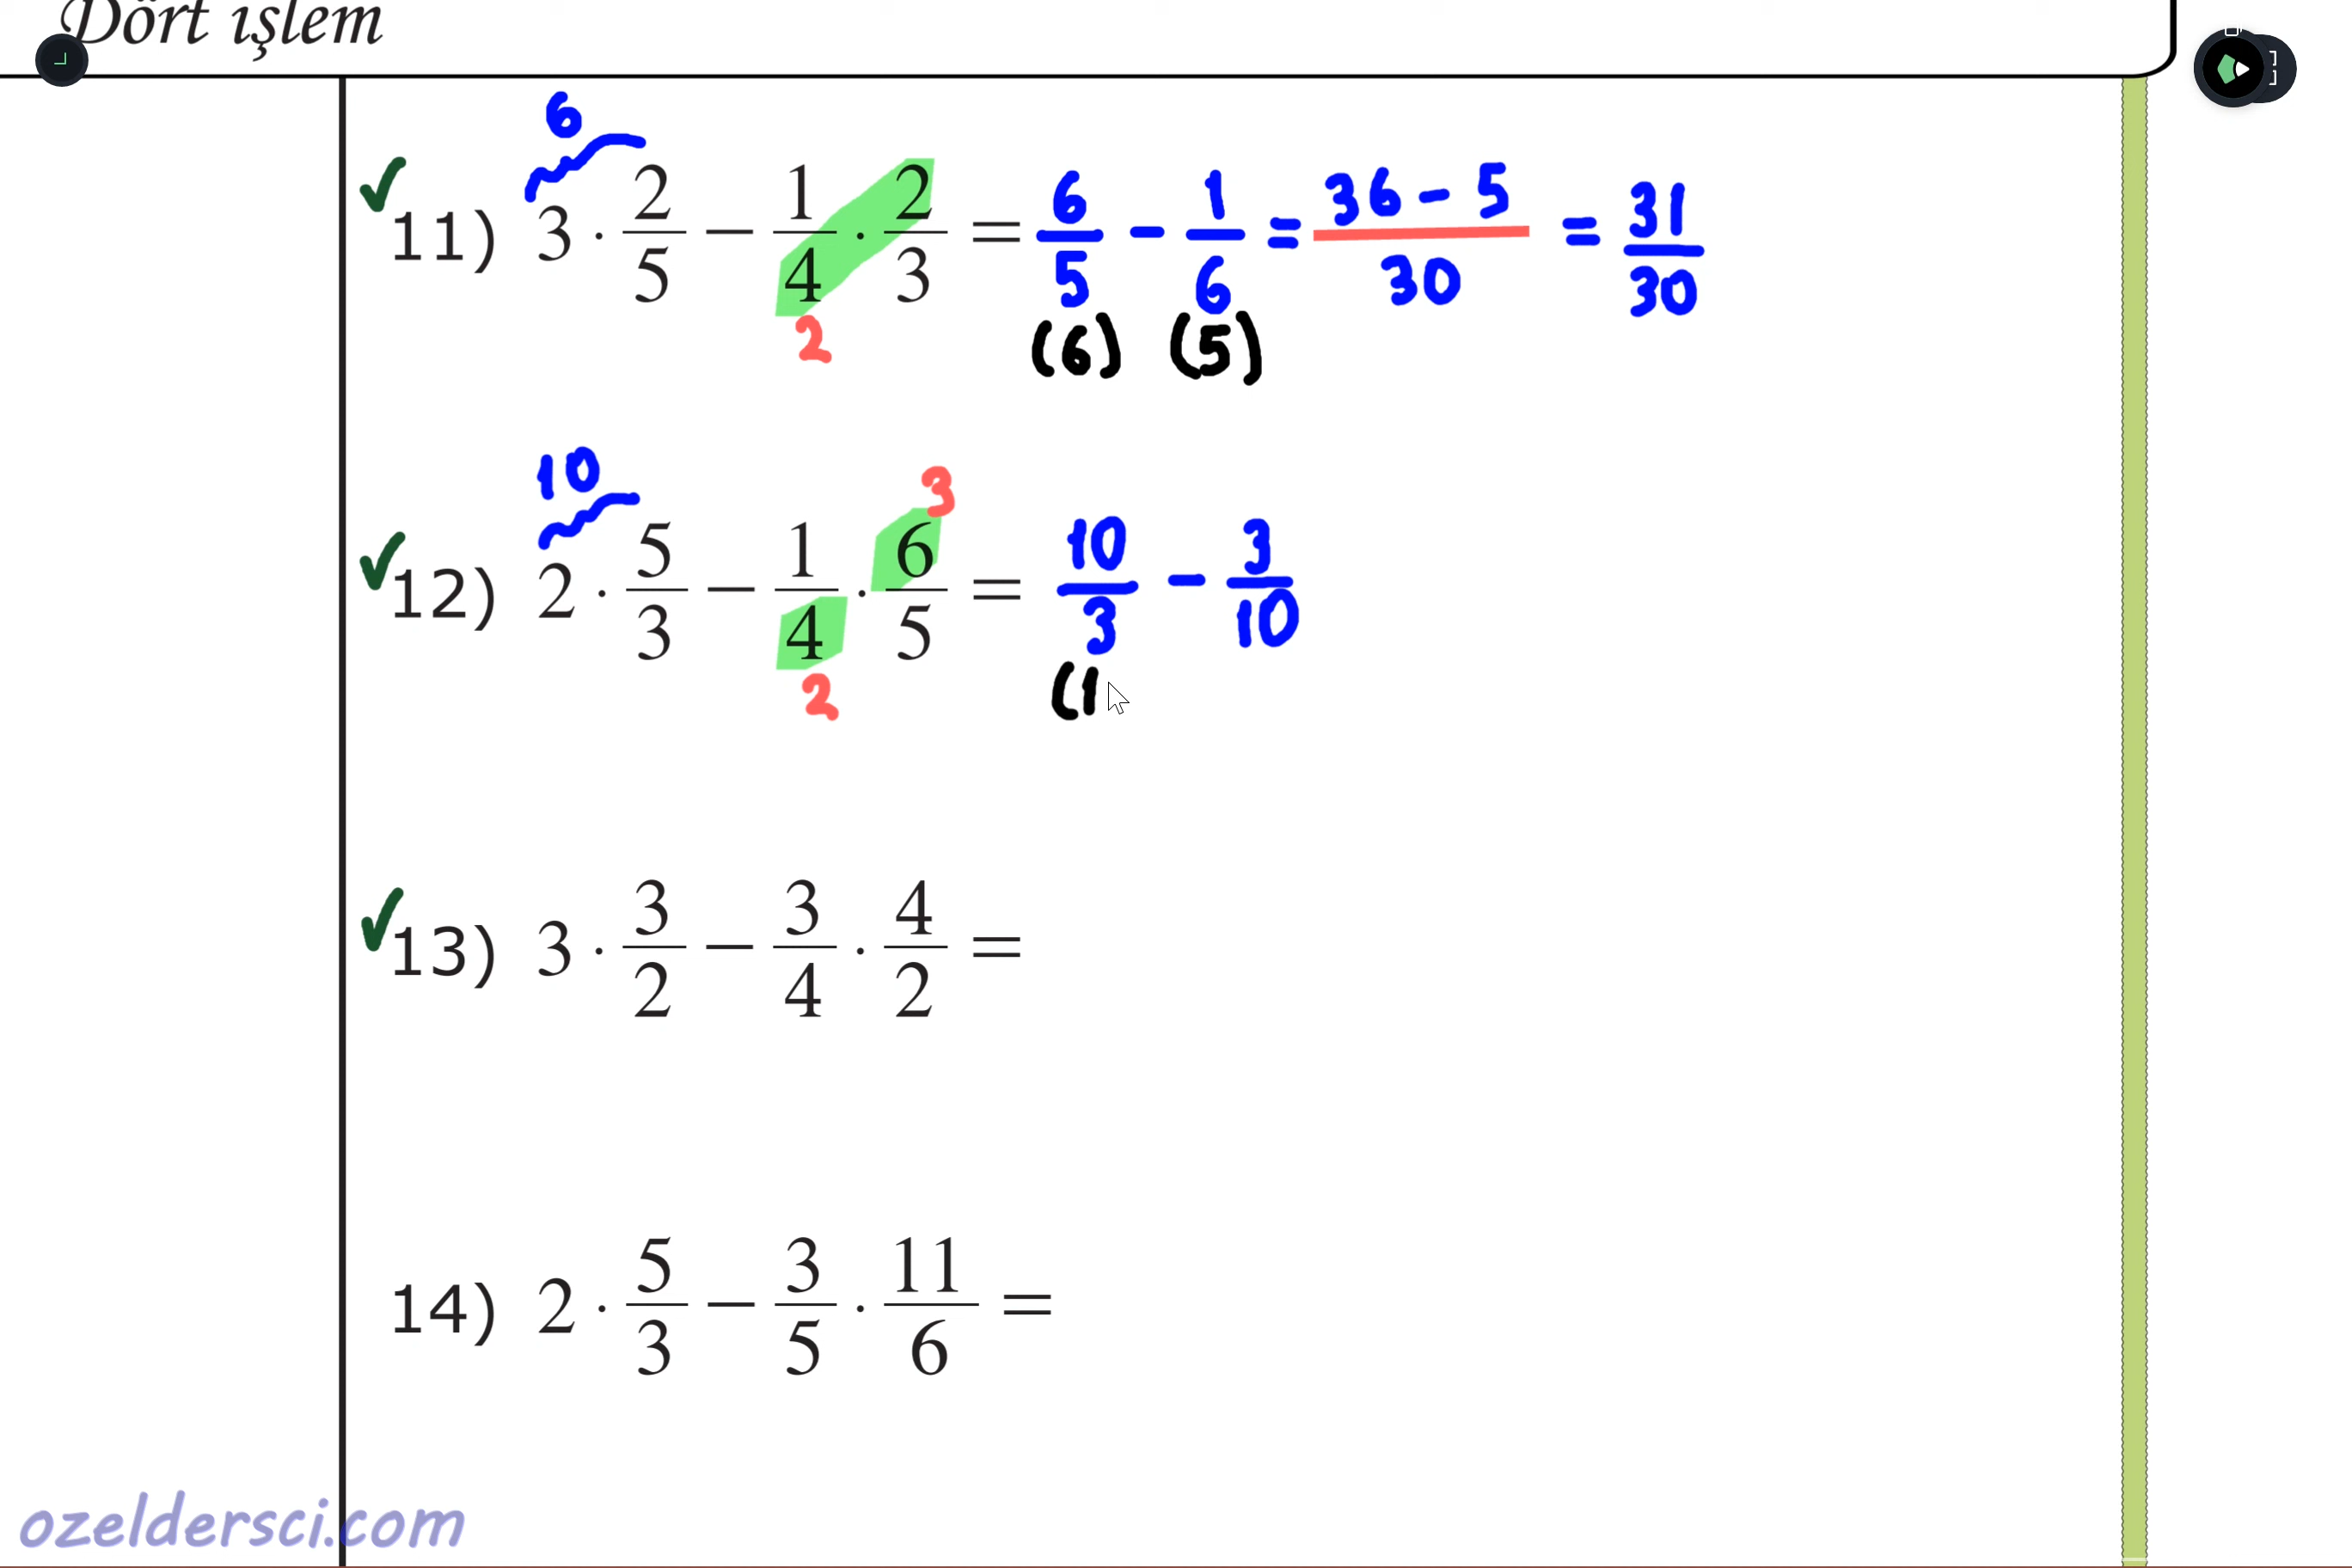 Dört işlem
6
11) 3 · 2/5 − 1/4 · 2/3 = 6/5 - 1/6 = 36 - 5/30 = 31/30
2 (6) (5)
10 3
12) 2 · 5/3 − 1/4 · 6/5 = 10/3 - 3/10
2 (1
13) 3 · 3/2 − 3/4 · 4/2 =
14) 2 · 5/3 − 3/5 · 11/6 =
ozeldersci.com